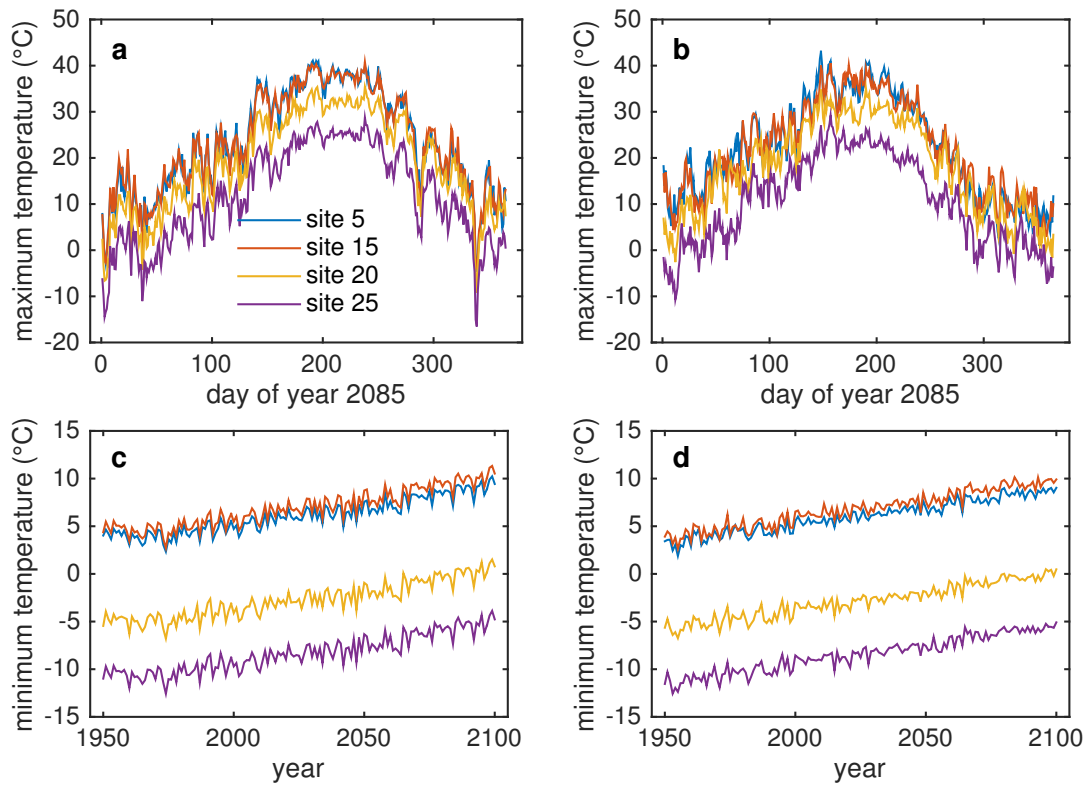 a
maximum temperature (°C)
50
40
30
20
10
0
-10
-20
0
100
200
300
day of year 2085
site 5
site 15
site 20
site 25
b
maximum temperature (°C)
50
40
30
20
10
0
-10
-20
0
100
200
300
day of year 2085
c
minimum temperature (°C)
15
10
5
0
-5
-10
-15
1950
2000
2050
2100
year
d
minimum temperature (°C)
15
10
5
0
-5
-10
-15
1950
2000
2050
2100
year